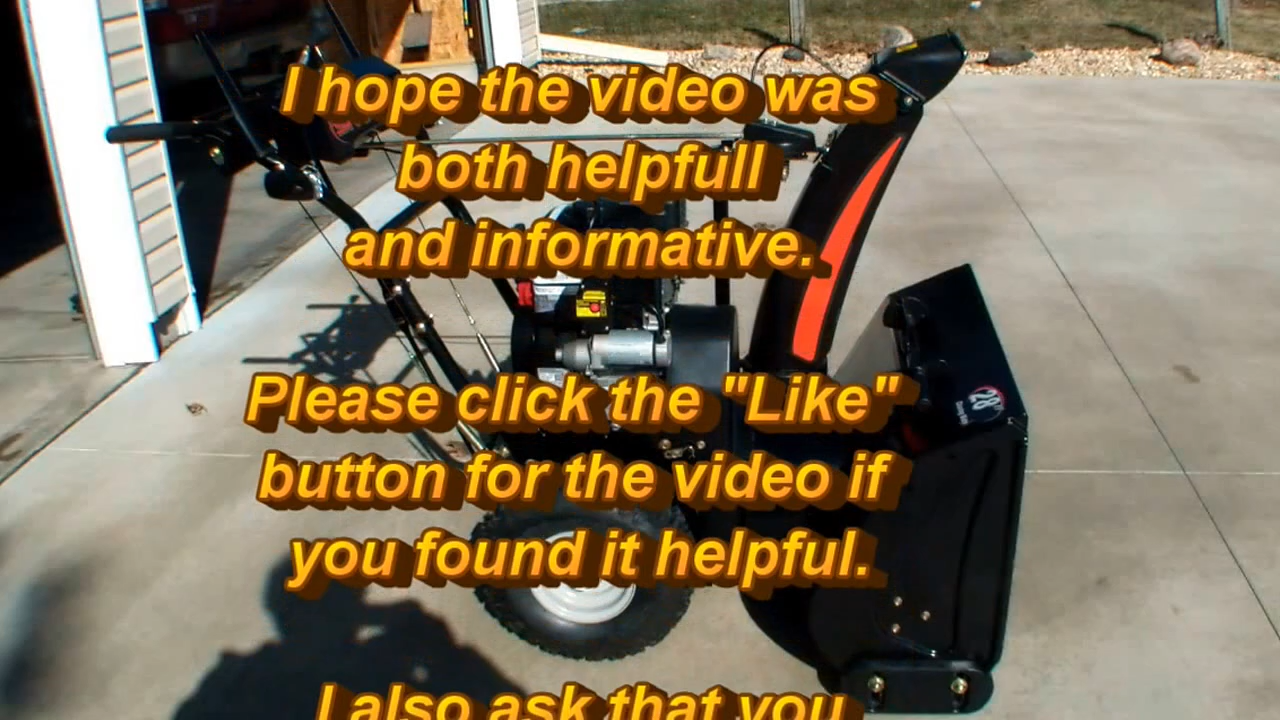 I hope the video was
both helpfull
and informative.
Please click the "Like"
button for the video if
you found it helpful.
I also ask that you
28"